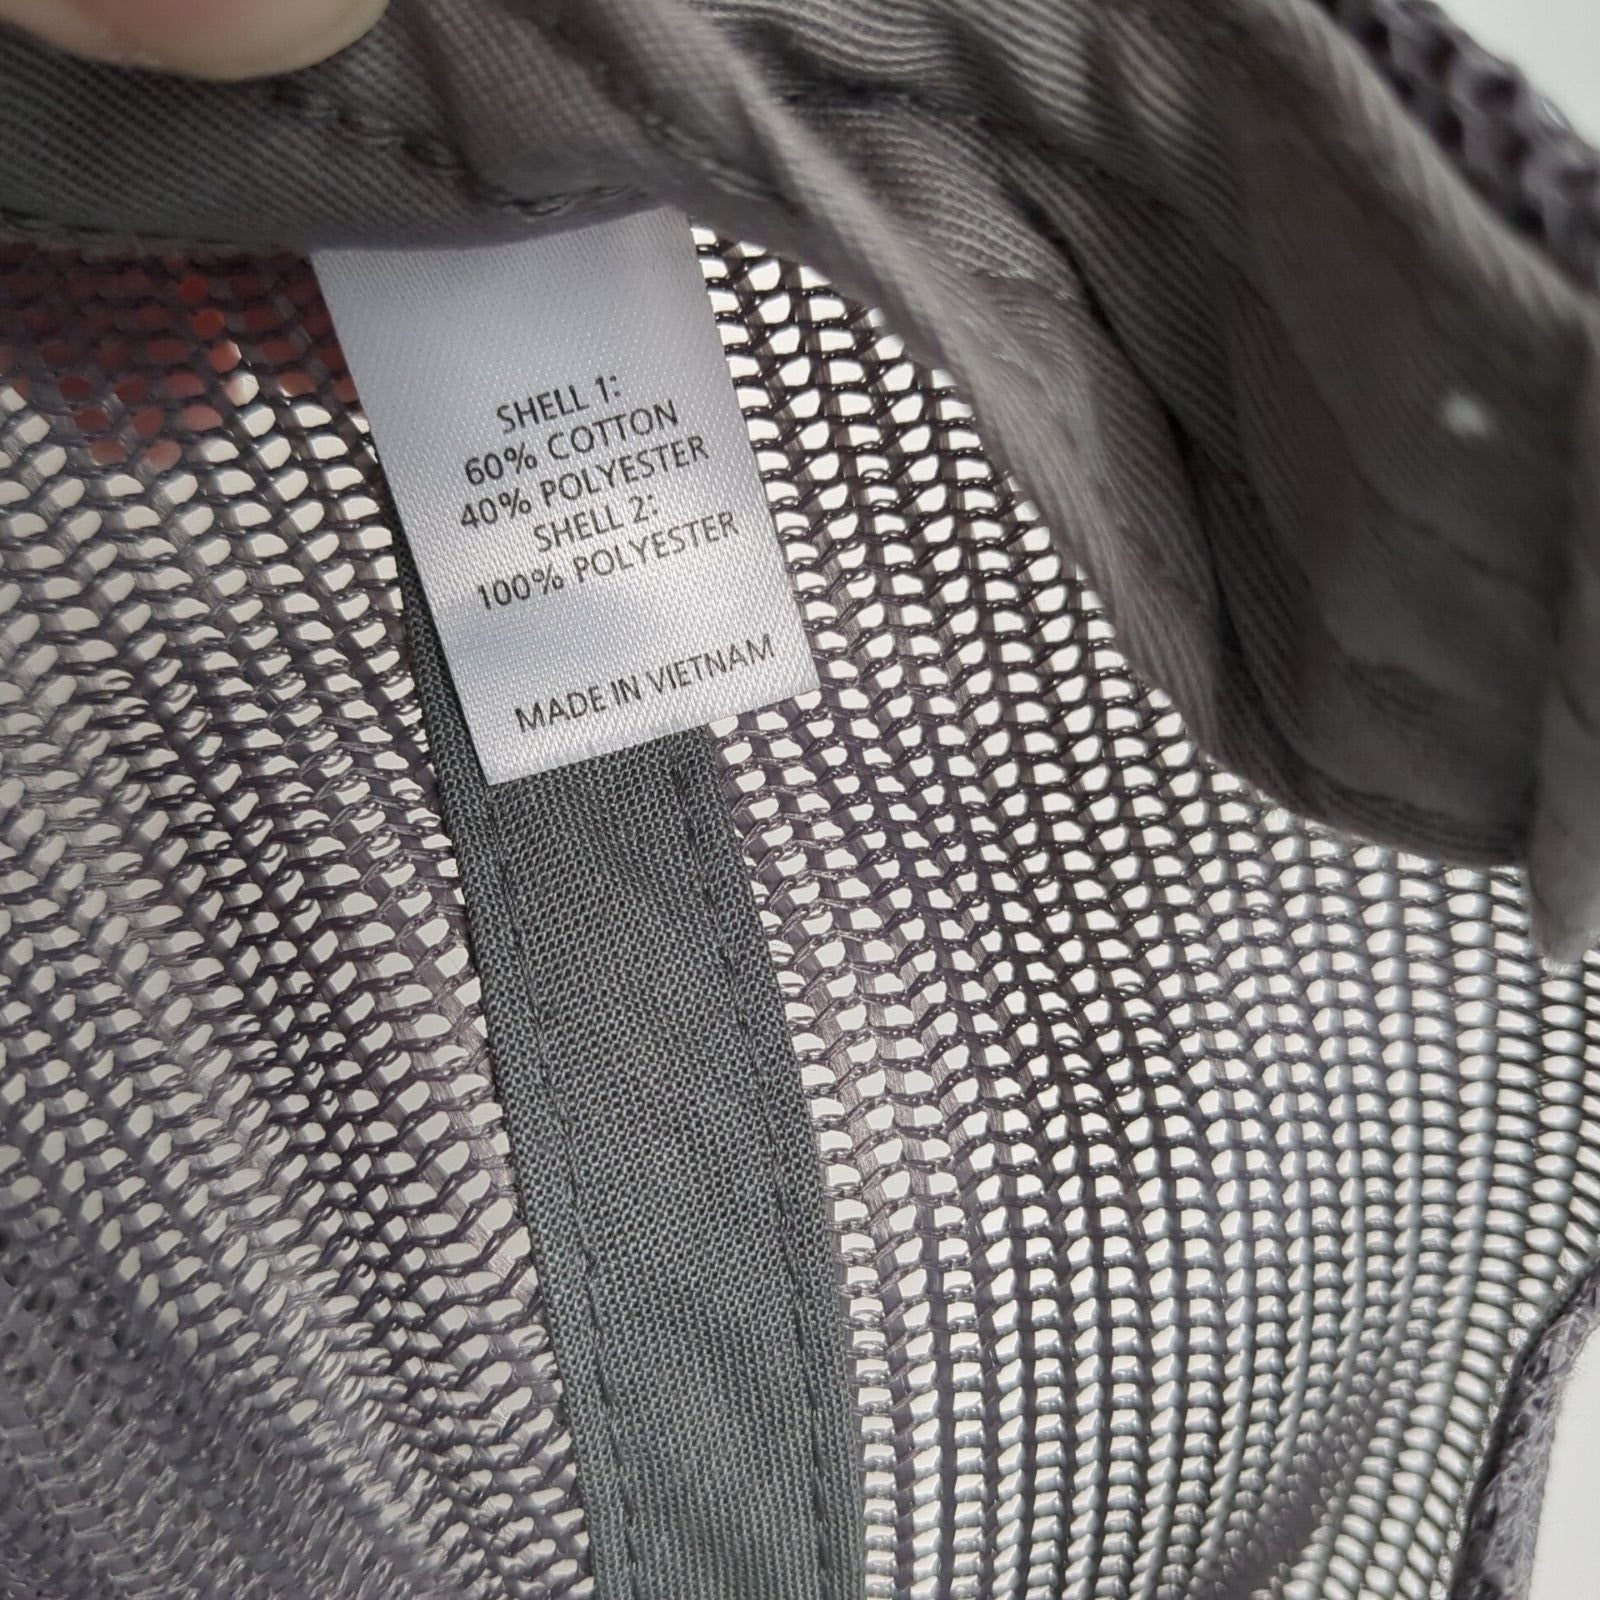 SHELL 1:
60% COTTON
40% POLYESTER
SHELL 2:
100% POLYESTER
MADE IN VIETNAM